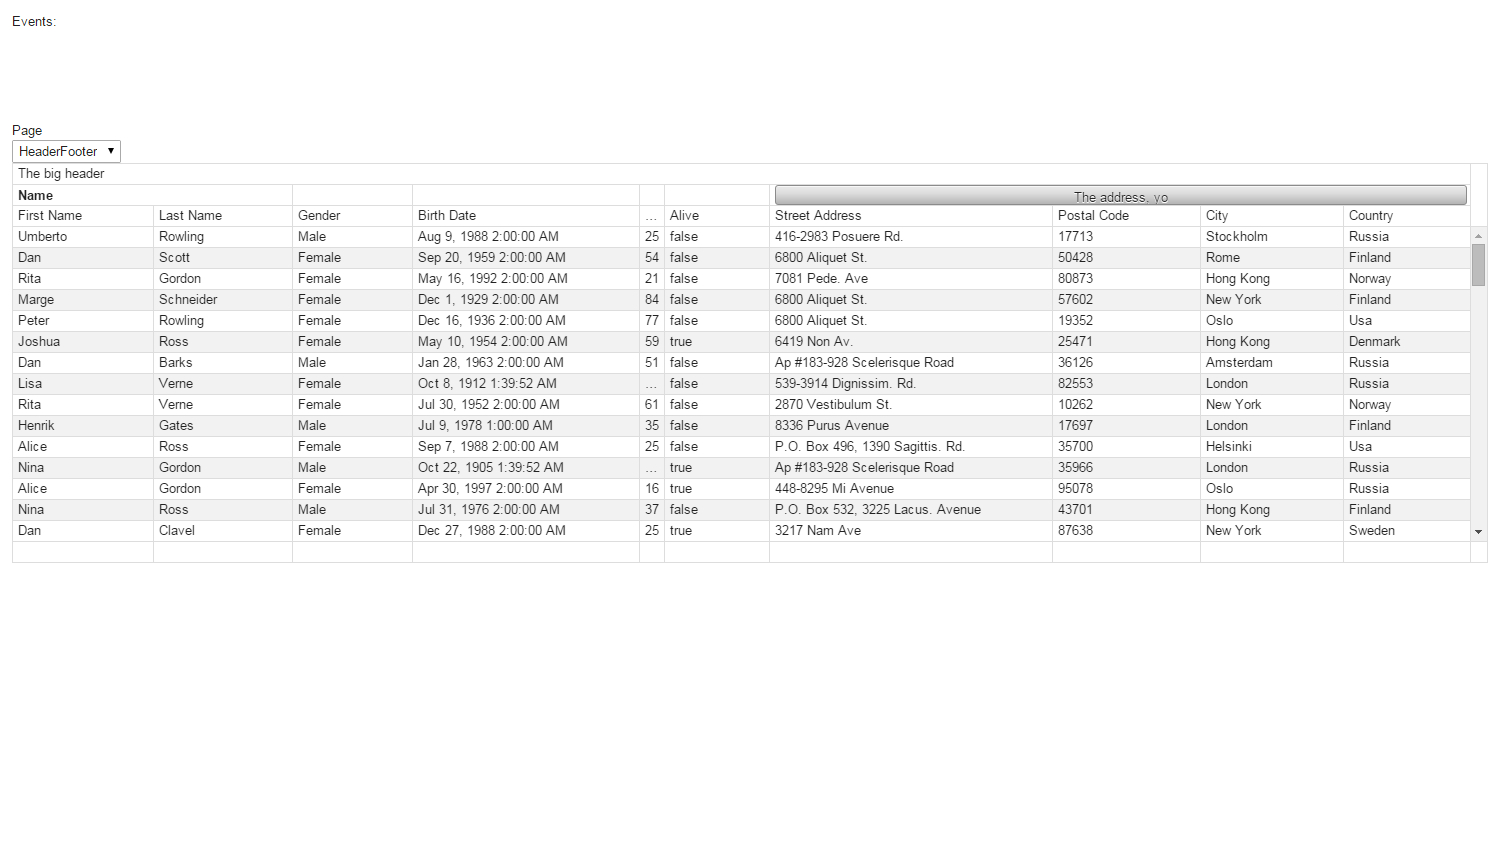 Events:
Page
HeaderFooter
The big header
Name The address, yo
First Name Last Name Gender Birth Date ... Alive Street Address Postal Code City Country
Umberto Rowling Male Aug 9, 1988 2:00:00 AM 25 false 416-2983 Posuere Rd. 17713 Stockholm Russia
Dan Scott Female Sep 20, 1959 2:00:00 AM 54 false 6800 Aliquet St. 50428 Rome Finland
Rita Gordon Female May 16, 1992 2:00:00 AM 21 false 7081 Pede. Ave 80873 Hong Kong Norway
Marge Schneider Female Dec 1, 1929 2:00:00 AM 84 false 6800 Aliquet St. 57602 New York Finland
Peter Rowling Female Dec 16, 1936 2:00:00 AM 77 false 6800 Aliquet St. 19352 Oslo Usa
Joshua Ross Female May 10, 1954 2:00:00 AM 59 true 6419 Non Av. 25471 Hong Kong Denmark
Dan Barks Male Jan 28, 1963 2:00:00 AM 51 false Ap #183-928 Scelerisque Road 36126 Amsterdam Russia
Lisa Verne Female Oct 8, 1912 1:39:52 AM ... false 539-3914 Dignissim. Rd. 82553 London Russia
Rita Verne Female Jul 30, 1952 2:00:00 AM 61 false 2870 Vestibulum St. 10262 New York Norway
Henrik Gates Male Jul 9, 1978 1:00:00 AM 35 false 8336 Purus Avenue 17697 London Finland
Alice Ross Female Sep 7, 1988 2:00:00 AM 25 false P.O. Box 496, 1390 Sagittis. Rd. 35700 Helsinki Usa
Nina Gordon Male Oct 22, 1905 1:39:52 AM ... true Ap #183-928 Scelerisque Road 35966 London Russia
Alice Gordon Female Apr 30, 1997 2:00:00 AM 16 true 448-8295 Mi Avenue 95078 Oslo Russia
Nina Ross Male Jul 31, 1976 2:00:00 AM 37 false P.O. Box 532, 3225 Lacus. Avenue 43701 Hong Kong Finland
Dan Clavel Female Dec 27, 1988 2:00:00 AM 25 true 3217 Nam Ave 87638 New York Sweden